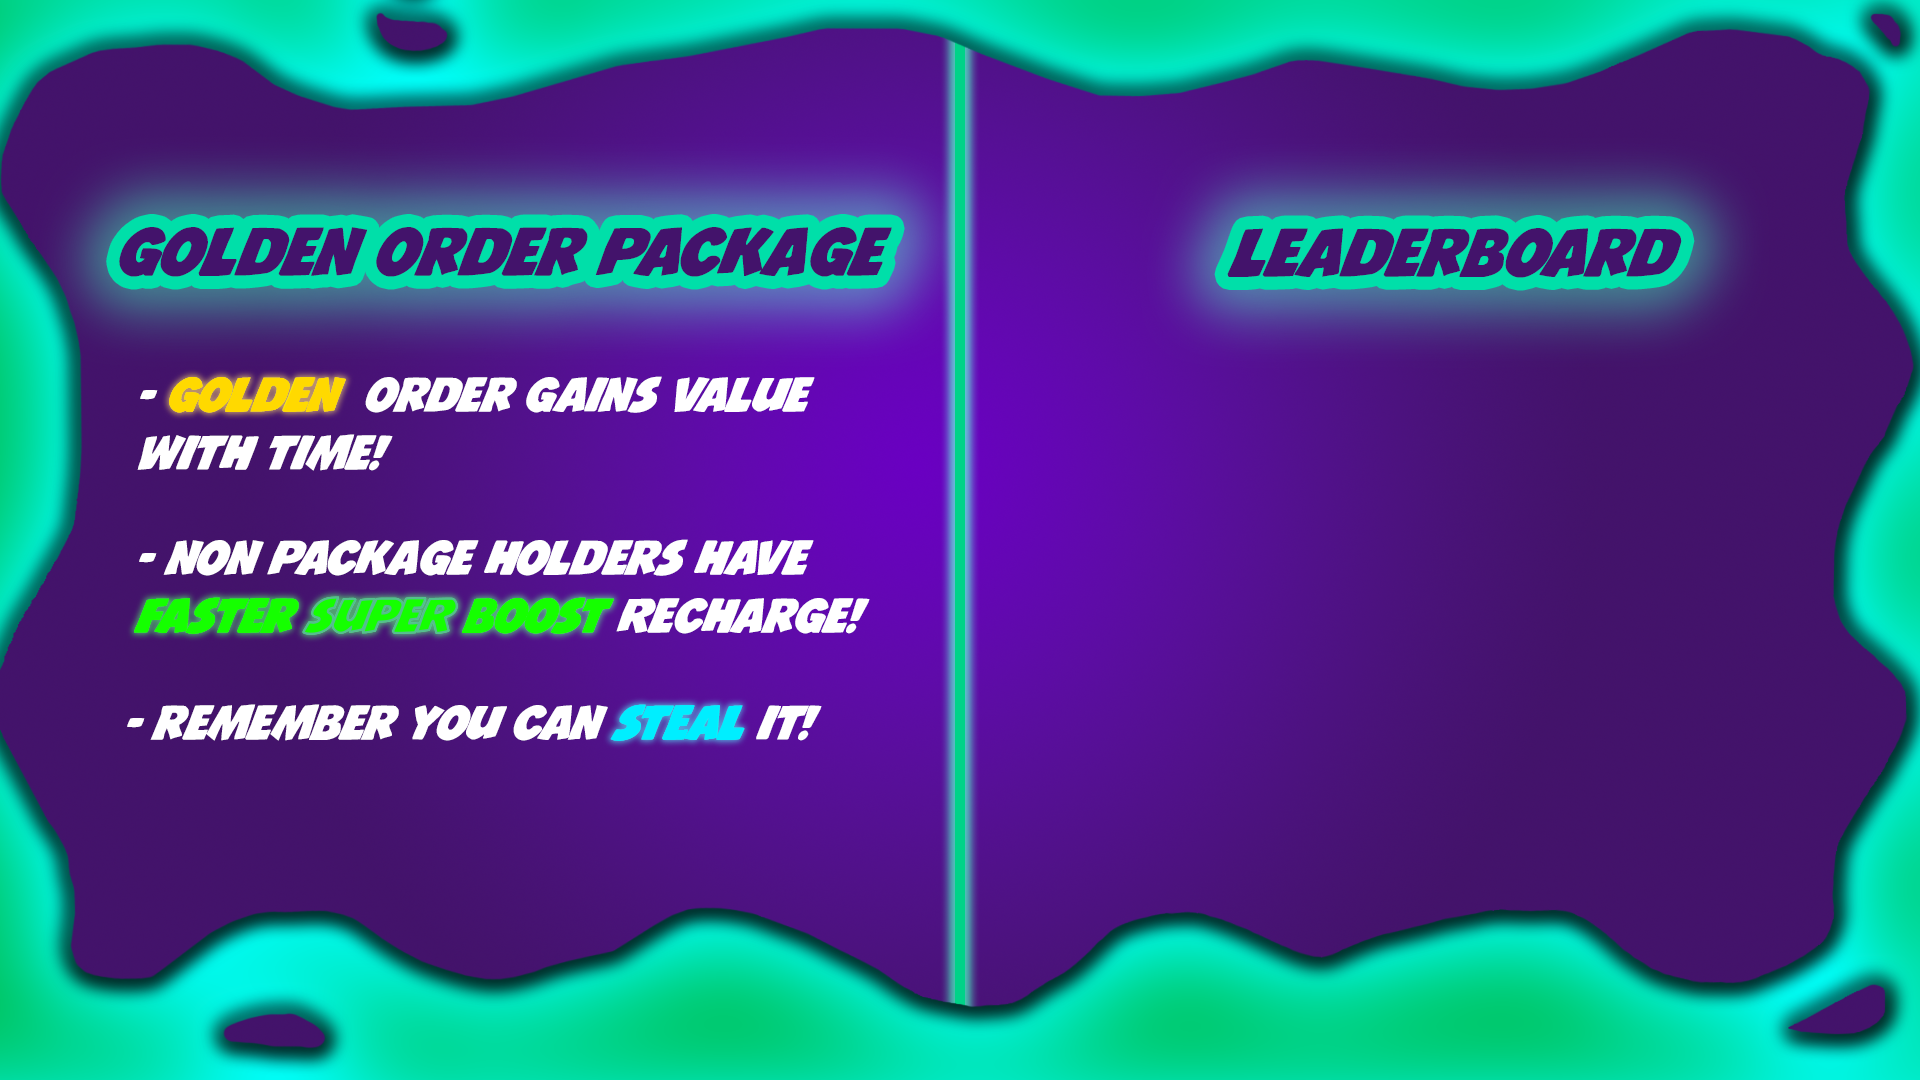 GOLDEN ORDER PACKAGE
- GOLDEN ORDER GAINS VALUE
WITH TIME!
- NON PACKAGE HOLDERS HAVE
FASTER SUPER BOOST RECHARGE!
- REMEMBER YOU CAN STEAL IT!
LEADERBOARD